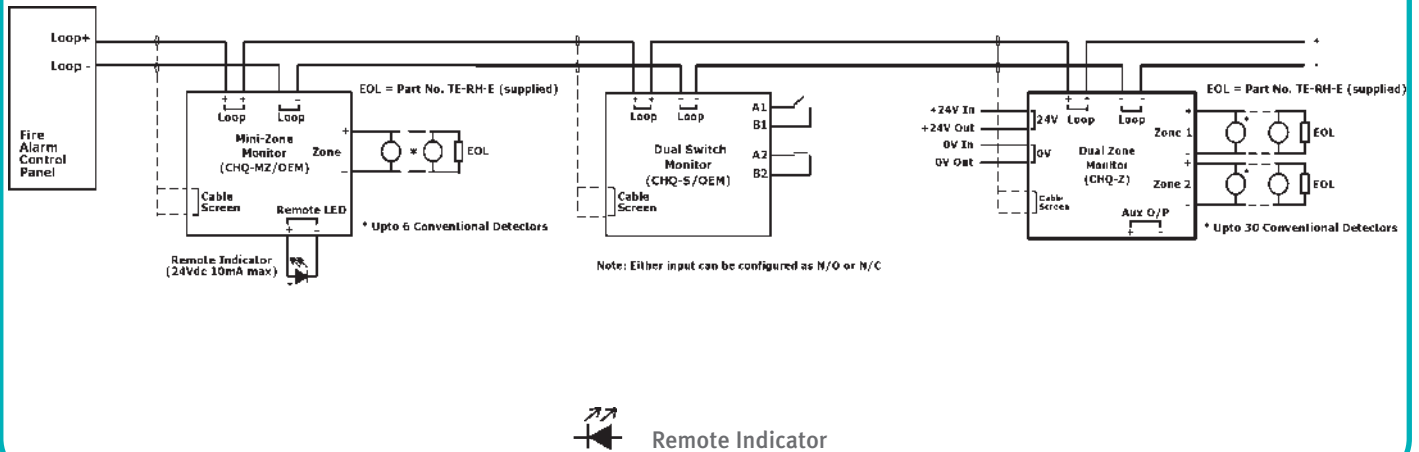 Loop+
Loop -
Fire
Alarm
Control
Panel
EOL = Part No. TE-RH-E (supplied)
+ + - -
Loop Loop
Mini-Zone
Monitor
(CHQ-MZ/OEM)
+
Zone
-
* EOL
Cable
Screen
Remote LED
+ -
* Upto 6 Conventional Detectors
Remote Indicator
(24Vdc 10mA max)
+ + - -
Loop Loop
Dual Switch
Monitor
(CHQ-S/OEM)
A1
B1
A2
B2
Cable
Screen
Note: Either input can be configured as N/O or N/C
+
-
EOL = Part No. TE-RH-E (supplied)
+24V In
+24V Out
0V In
0V Out
24V
0V
+ + - -
Loop Loop
Dual Zone
Monitor
(CHQ-Z)
+
Zone 1
-
* EOL
+
Zone 2
-
* EOL
Cable
Screen
Aux O/P
+ -
* Upto 30 Conventional Detectors
Remote Indicator